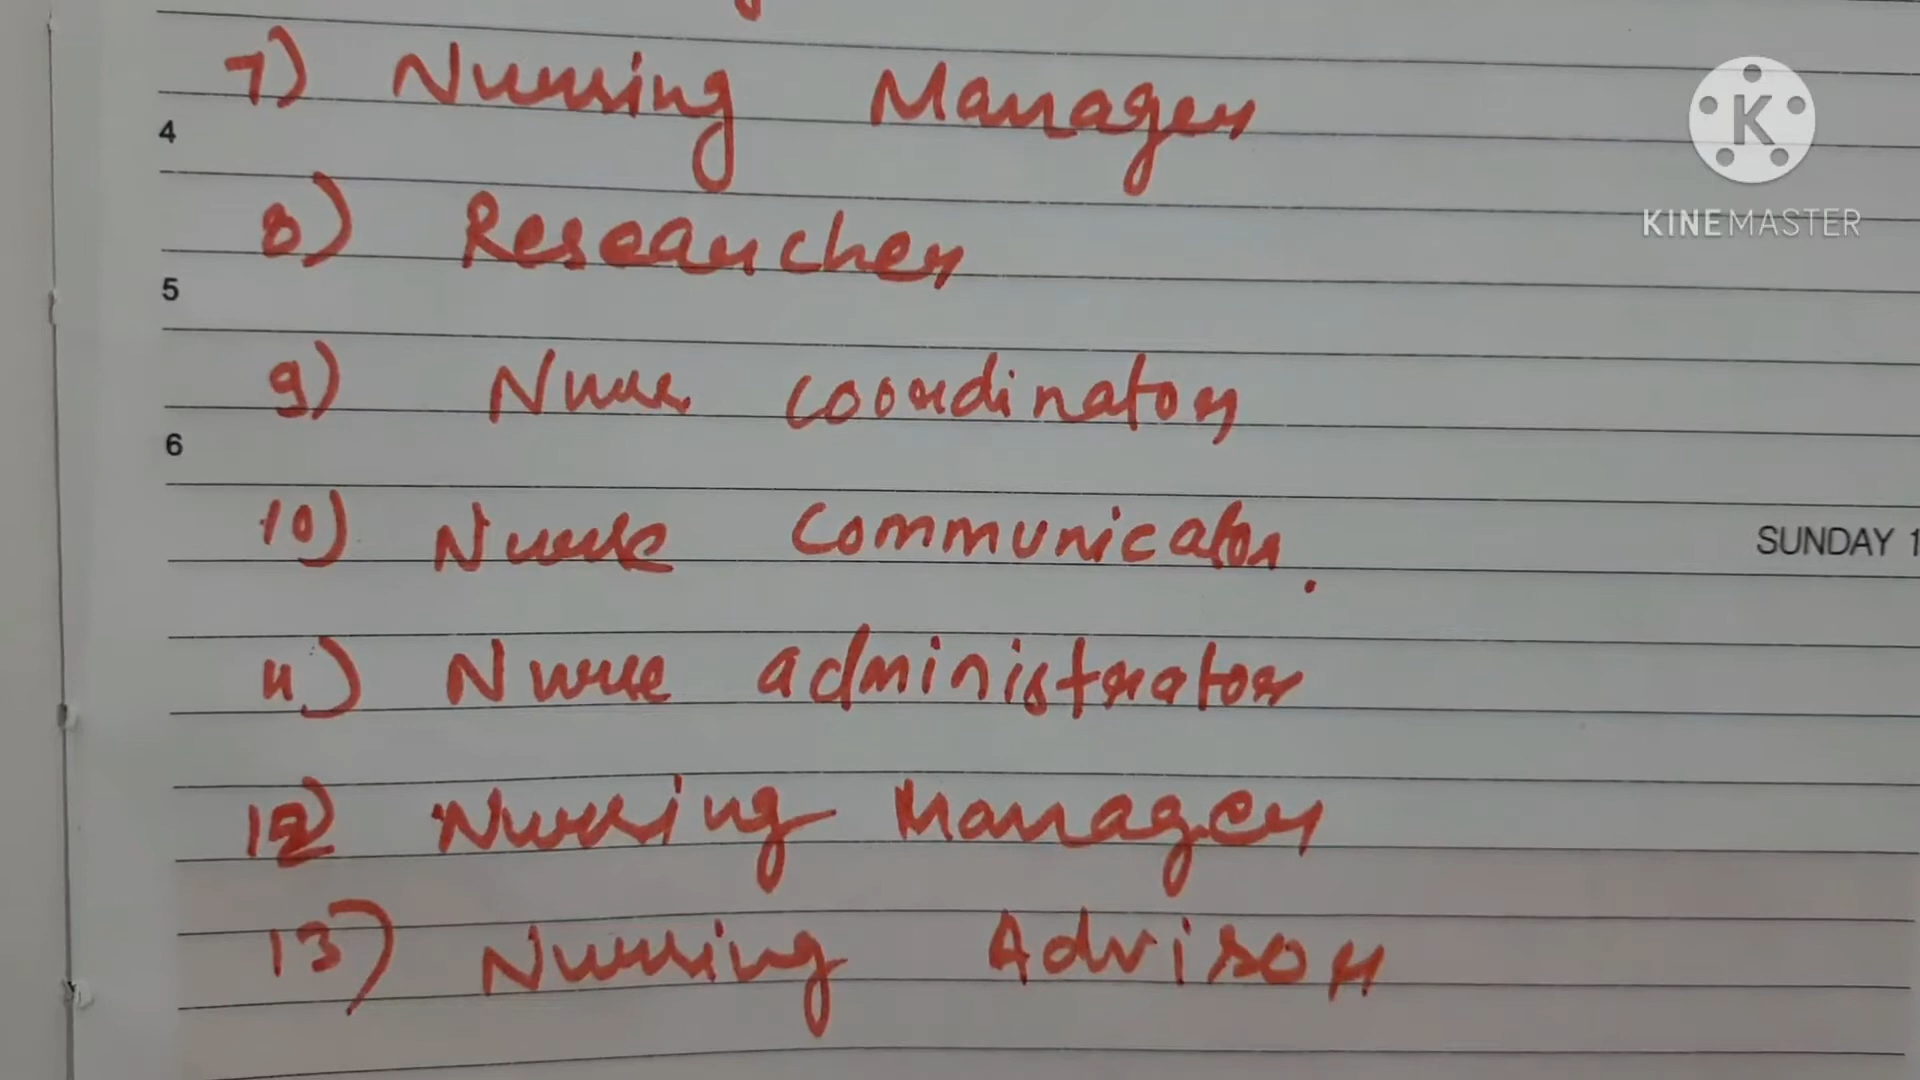 7) Nursing Manager
4
8) Researcher
5
9) Nurse coordinator
6
10) Nurse Communicator.
SUNDAY 1
11) Nurse administrator
12) Nursing Manager
13) Nursing Advisor
K
KINEMASTER